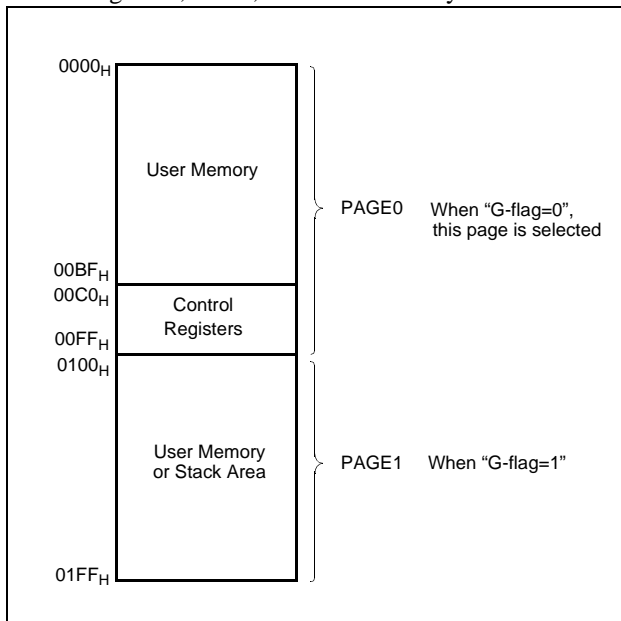 0000H
User Memory
PAGE0 When “G-flag=0”,
this page is selected
00BFH
00C0H
Control
Registers
00FFH
0100H
User Memory
or Stack Area
PAGE1 When “G-flag=1”
01FFH